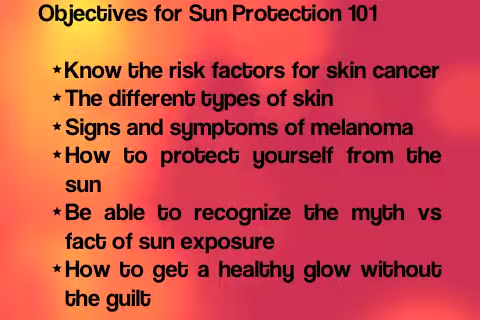 Objectives for Sun Protection 101
⋆Know the risk factors for skin cancer
⋆The different types of skin
⋆Signs and symptoms of melanoma
⋆How to protect yourself from the
sun
⋆Be able to recognize the myth vs
fact of sun exposure
⋆How to get a healthy glow without
the guilt